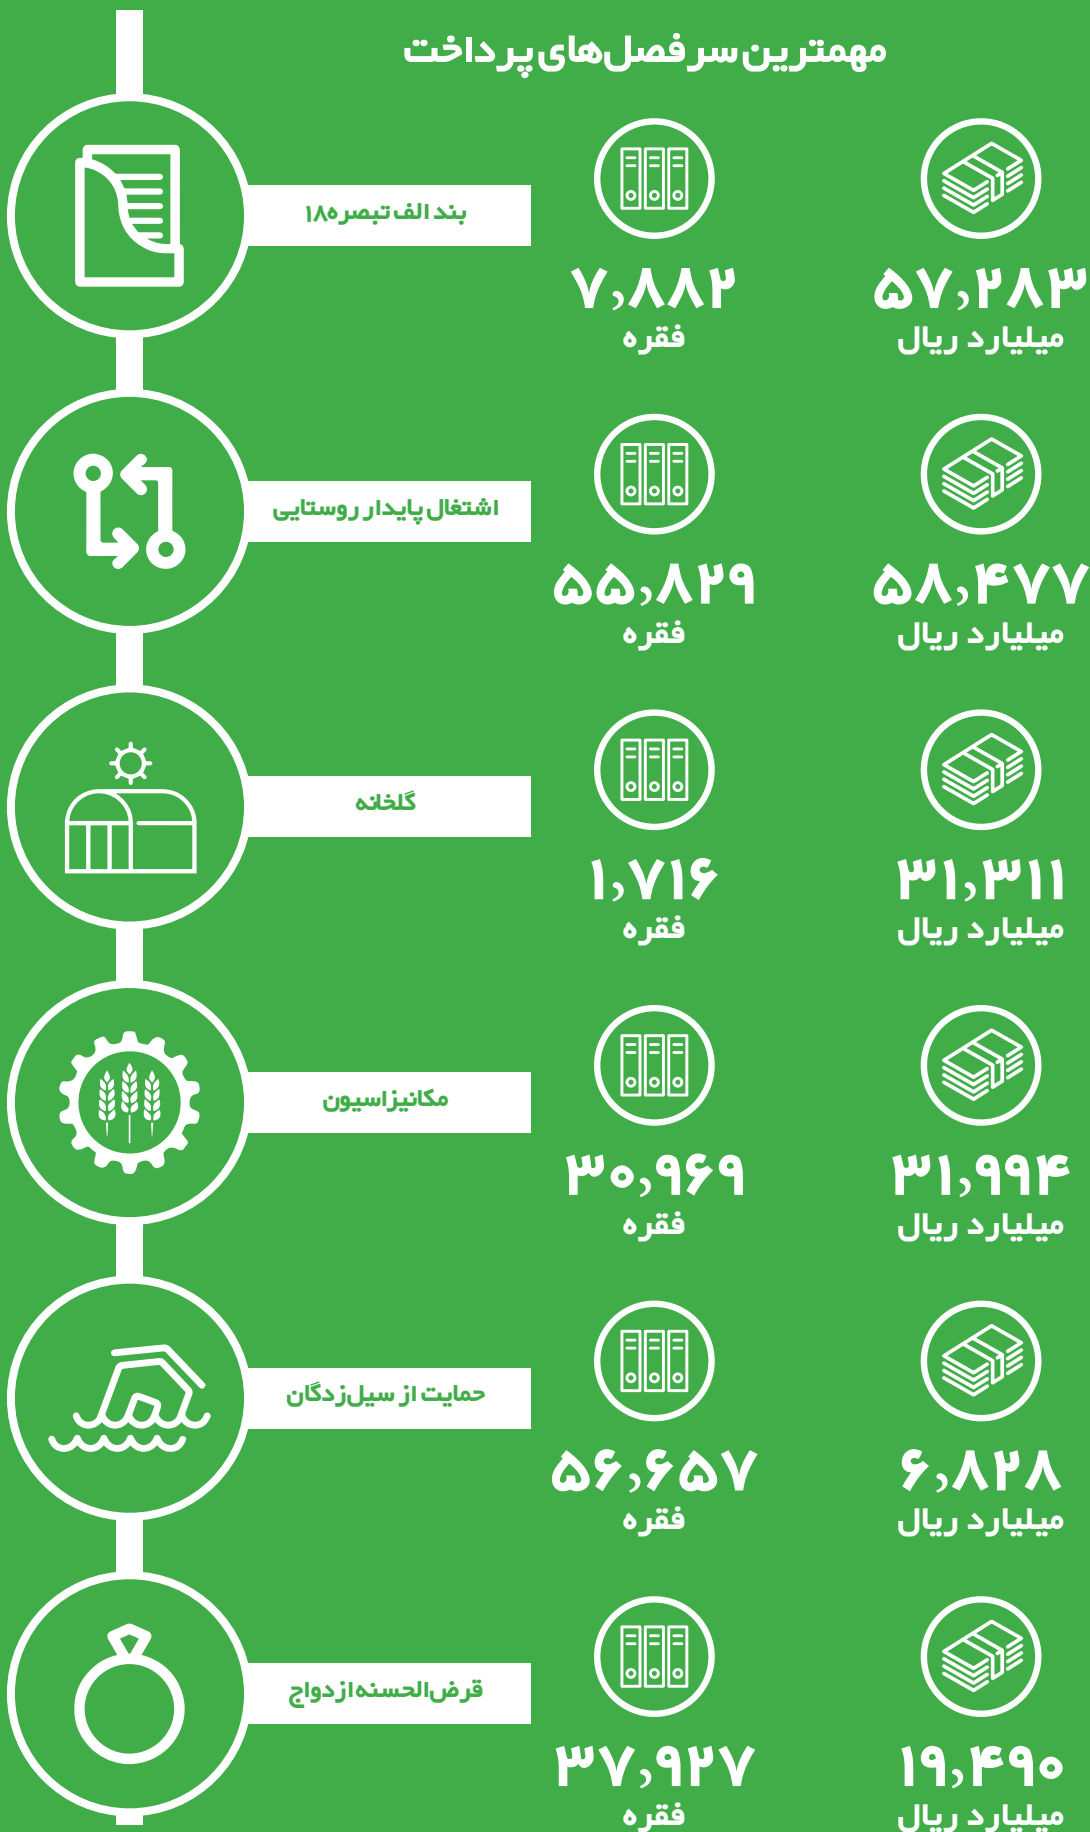 مهمترین سرفصل‌های پرداخت
بند الف تبصره۱۸
۷,۸۸۲
فقره
۵۷,۲۸۳
میلیارد ریال
اشتغال پایدار روستایی
۵۵,۸۲۹
فقره
۵۸,۴۷۷
میلیارد ریال
گلخانه
۱,۷۱۶
فقره
۳۱,۳۱۱
میلیارد ریال
مکانیزاسیون
۳۰,۹۶۹
فقره
۳۱,۹۹۴
میلیارد ریال
حمایت از سیل‌زدگان
۵۶,۶۵۷
فقره
۶,۸۲۸
میلیارد ریال
قرض‌الحسنه ازدواج
۳۷,۹۲۷
فقره
۱۹,۴۹۰
میلیارد ریال